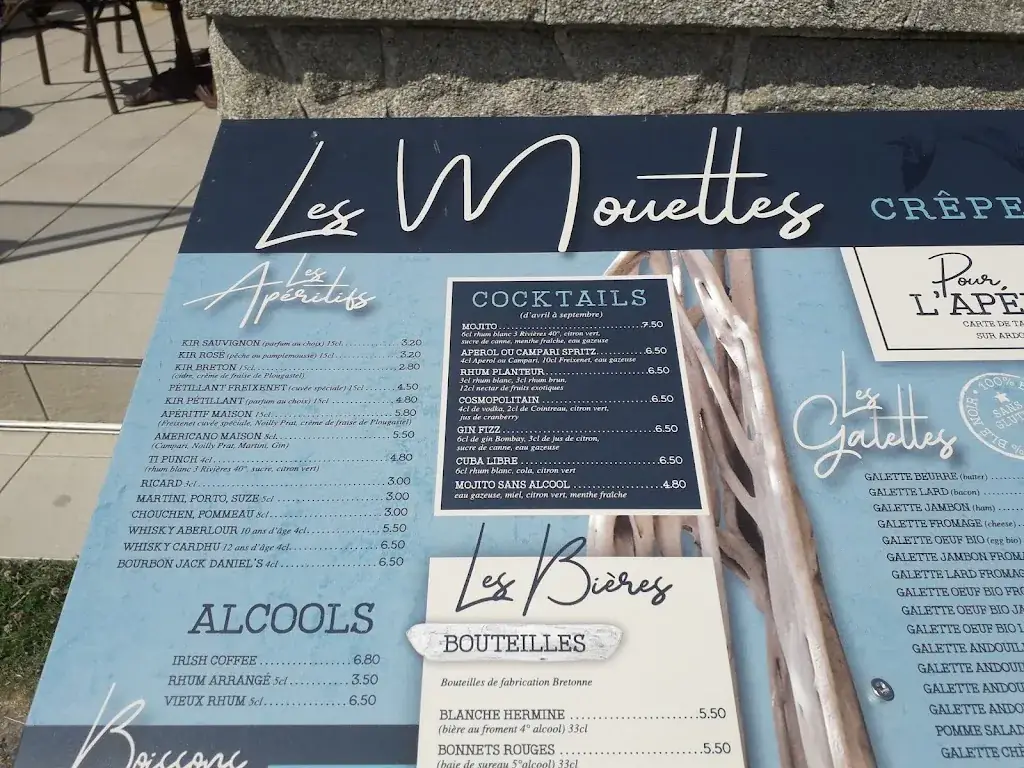 Les Mouettes
CRÊPE
Les
Apéritifs
KIR SAUVIGNON (parfum au choix) 15cl. 3.20
KIR ROSÉ (pêche ou pamplemousse) 15cl. 3.20
KIR BRETON 15cl 2.80
(cidre, crème de fraise de Plougastel)
PÉTILLANT FREIXENET (cuvée spéciale) 15cl 4.50
KIR PÉTILLANT (parfum au choix) 15cl 4.80
APÉRITIF MAISON 15cl 5.80
(Freixenet cuvée spéciale, Noilly Prat, crème de fraise de Plougastel)
AMERICANO MAISON 8cl 5.50
(Campari, Noilly Prat, Martini, Gin)
TI PUNCH 4cl 4.80
(rhum blanc 3 Rivières 40°, sucre, citron vert)
RICARD 3cl 3.00
MARTINI, PORTO, SUZE 5cl 3.00
CHOUCHEN, POMMEAU 8cl 3.00
WHISKY ABERLOUR 10 ans d'âge 4cl 5.50
WHISKY CARDHU 12 ans d'âge 4cl 6.50
BOURBON JACK DANIEL'S 4cl 6.50
ALCOOLS
IRISH COFFEE 6.80
RHUM ARRANGÉ 5cl 3.50
VIEUX RHUM 5cl 6.50
Boissons
COCKTAILS
(d'avril à septembre)
MOJITO 7.50
6cl rhum blanc 3 Rivières 40°, citron vert,
sucre de canne, menthe fraîche, eau gazeuse
APEROL OU CAMPARI SPRITZ 6.50
4cl Aperol ou Campari, 10cl Freixenet, eau gazeuse
RHUM PLANTEUR 6.50
3cl rhum blanc, 3cl rhum brun,
12cl nectar de fruits exotiques
COSMOPOLITAIN 6.50
4cl de vodka, 2cl de Cointreau, citron vert,
jus de cranberry
GIN FIZZ 6.50
6cl de gin Bombay, 3cl de jus de citron,
sucre de canne, eau gazeuse
CUBA LIBRE 6.50
6cl rhum blanc, cola, citron vert
MOJITO SANS ALCOOL 4.80
eau gazeuse, miel, citron vert, menthe fraîche
Les Bières
BOUTEILLES
Bouteilles de fabrication Bretonne
BLANCHE HERMINE 5.50
(bière au froment 4° alcool) 33cl
BONNETS ROUGES 5.50
(baie de sureau 5°alcool) 33cl
Pour
L'APÉ
CARTE DE TA
SUR ARDO
Les
Galettes
100%
SANS
GLUT
BLÉ NOIR
GALETTE BEURRE (butter)
GALETTE LARD (bacon)
GALETTE JAMBON (ham)
GALETTE FROMAGE (cheese)
GALETTE OEUF BIO (egg bio)
GALETTE JAMBON FROM
GALETTE LARD FROMAG
GALETTE OEUF BIO FRO
GALETTE OEUF BIO JA
GALETTE OEUF BIO L
GALETTE ANDOUIL
GALETTE ANDOUI
GALETTE ANDOU
GALETTE ANDOU
POMME SALAD
GALETTE CHÈ